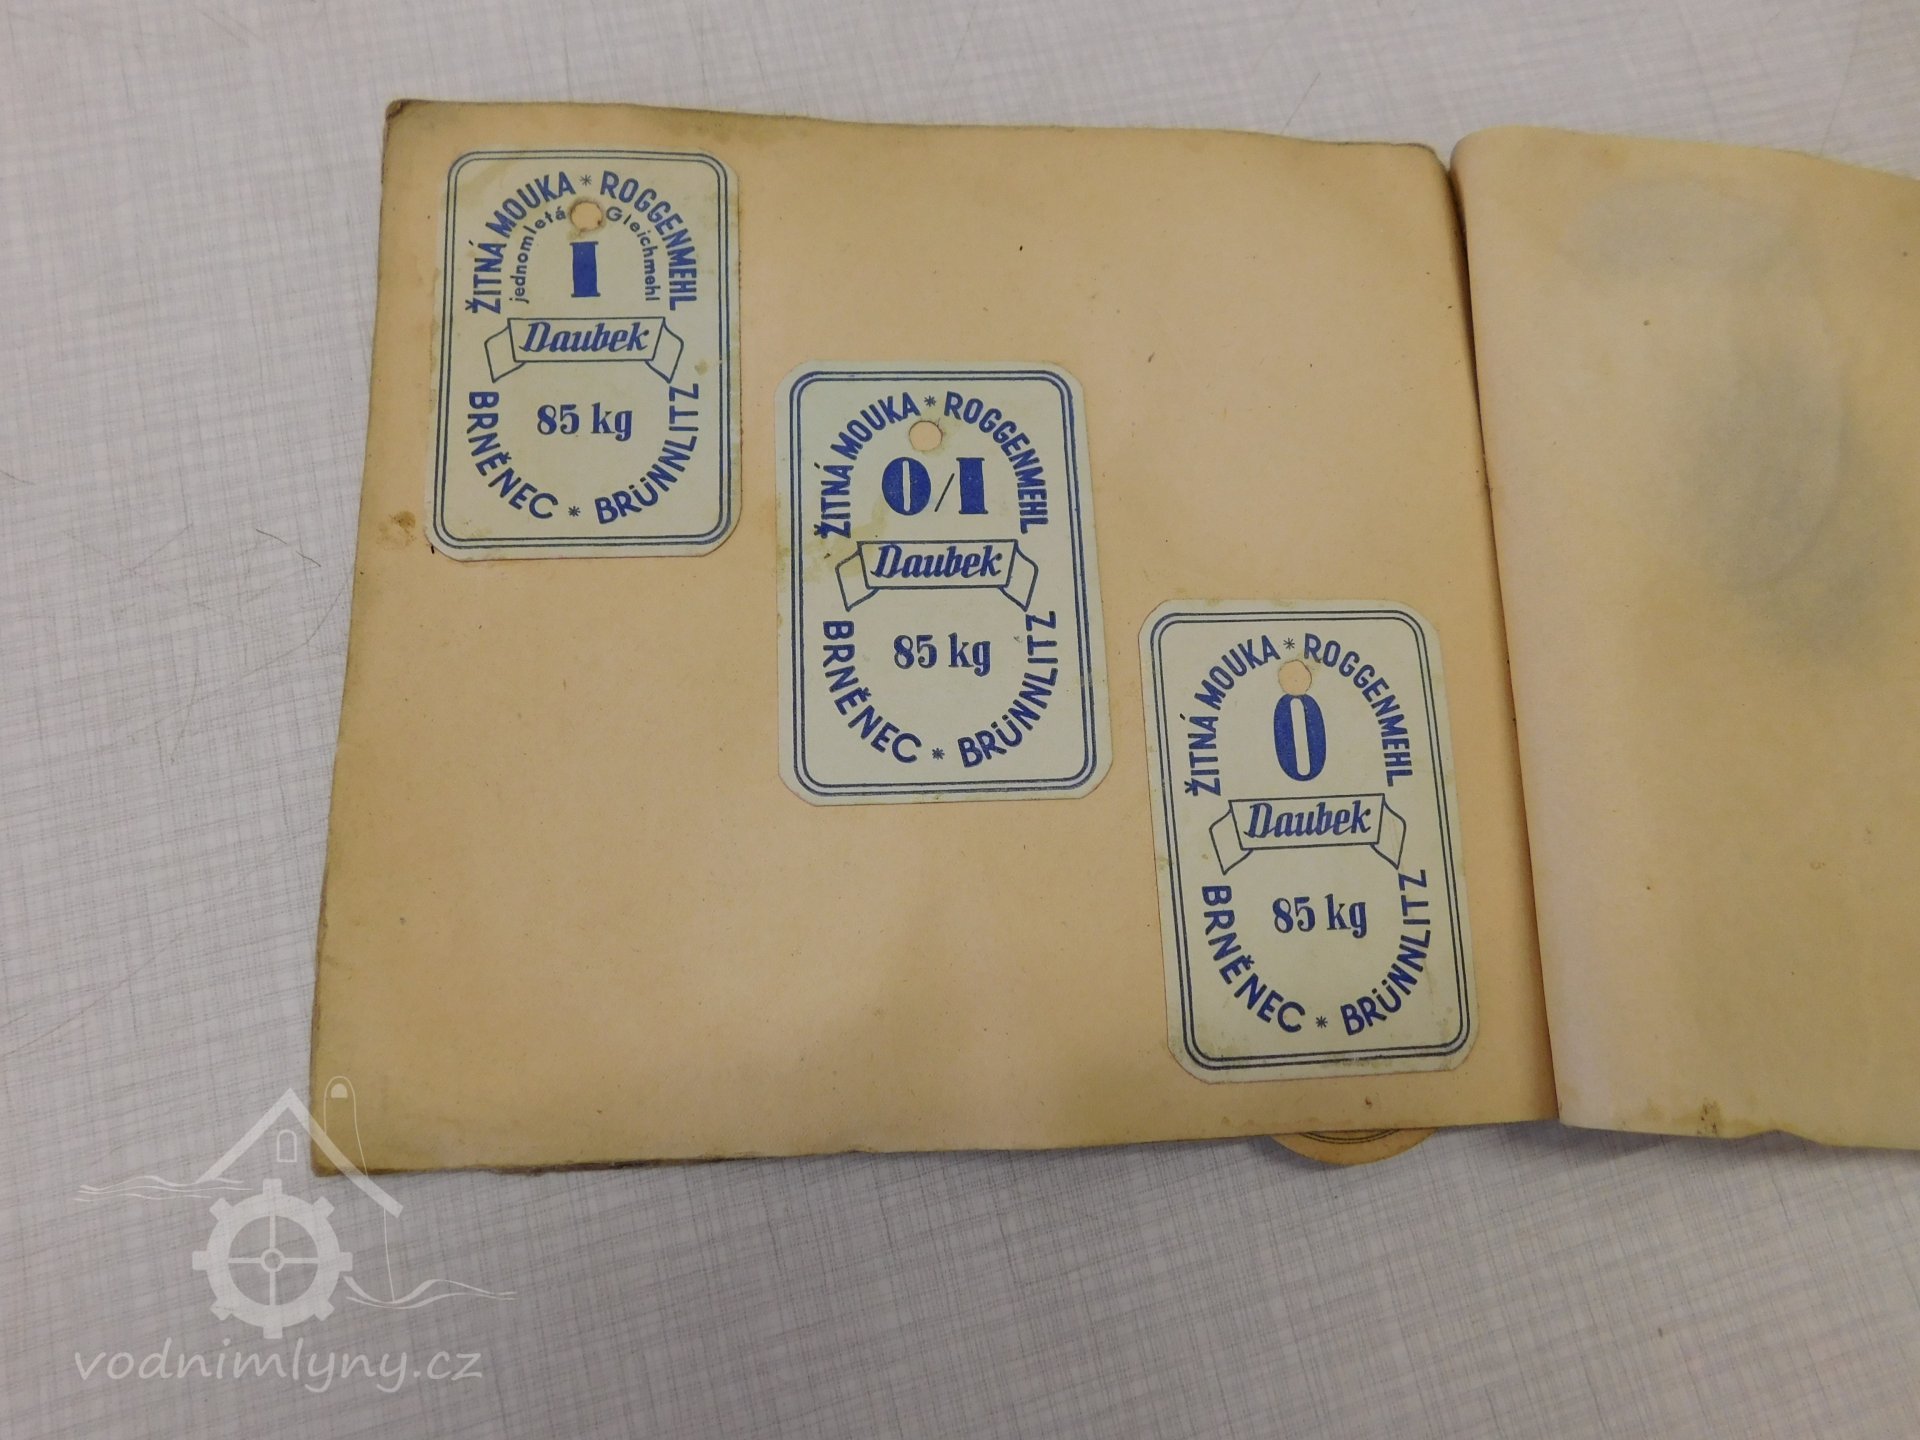 ŽITNÁ MOUKA * ROGGENMEHL
jednomletá Gleichmehl
I
Daubek
85 kg
BRNĚNEC * BRÜNNLITZ
ŽITNÁ MOUKA * ROGGENMEHL
0/I
Daubek
85 kg
BRNĚNEC * BRÜNNLITZ
ŽITNÁ MOUKA * ROGGENMEHL
0
Daubek
85 kg
BRNĚNEC * BRÜNNLITZ
vodnimlyny.cz